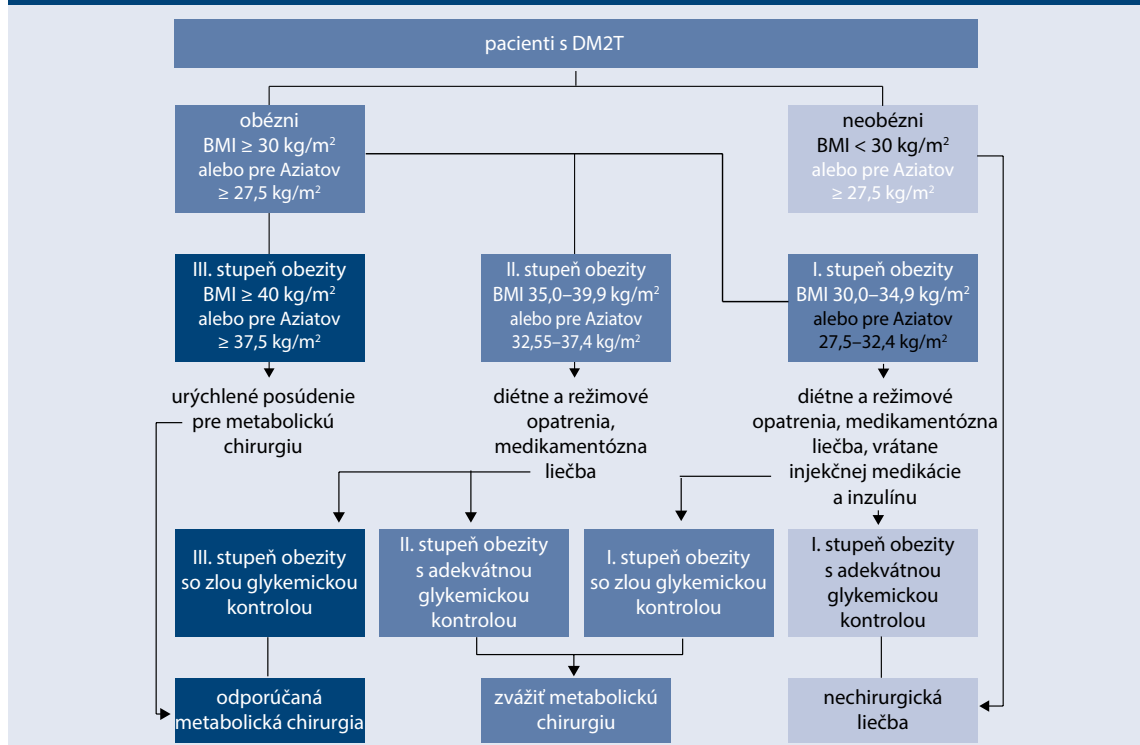 pacienti s DM2T
obézni
BMI ≥ 30 kg/m²
alebo pre Aziatov
≥ 27,5 kg/m²
neobézni
BMI < 30 kg/m²
alebo pre Aziatov
≥ 27,5 kg/m²
III. stupeň obezity
BMI ≥ 40 kg/m²
alebo pre Aziatov
≥ 37,5 kg/m²
II. stupeň obezity
BMI 35,0–39,9 kg/m²
alebo pre Aziatov
32,55–37,4 kg/m²
I. stupeň obezity
BMI 30,0–34,9 kg/m²
alebo pre Aziatov
27,5–32,4 kg/m²
urýchlené posúdenie
pre metabolickú
chirurgiu
diétne a režimové
opatrenia,
medikamentózna
liečba
diétne a režimové
opatrenia, medikamentózna
liečba, vrátane
injekčnej medikácie
a inzulínu
III. stupeň obezity
so zlou glykemickou
kontrolou
II. stupeň obezity
s adekvátnou
glykemickou
kontrolou
I. stupeň obezity
so zlou glykemickou
kontrolou
I. stupeň obezity
s adekvátnou
glykemickou
kontrolou
odporúčaná
metabolická chirurgia
zvážiť metabolickú
chirurgiu
nechirurgická
liečba